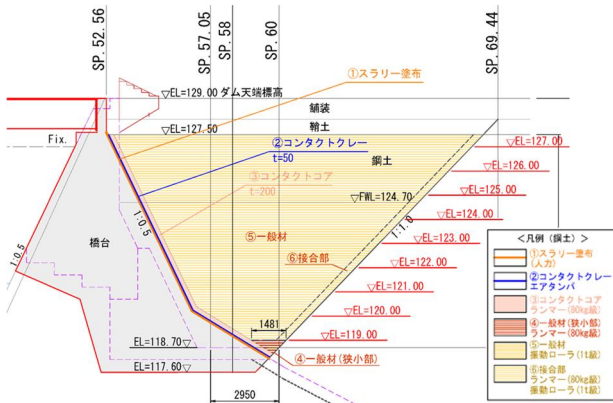 SP.52.56
SP.57.05
SP.58
SP.60
SP.69.44
①スラリー塗布
▽EL=129.00 ダム天端標高
舗装
鞘土
▽EL=127.50
Fix.
②コンタクトクレー
t=50
③コンタクトコア
t=200
鋼土
▽FWL=124.70
1:0.5
1:0.5
橋台
⑤一般材
⑥接合部
1:1.0
▽EL=127.00
▽EL=126.00
▽EL=125.00
▽EL=124.00
▽EL=123.00
▽EL=122.00
▽EL=121.00
▽EL=120.00
▽EL=119.00
1481
EL=118.70▽
EL=117.60▽
④一般材(狭小部)
2950
<凡例(鋼土)>
①スラリー塗布
(人力)
②コンタクトクレー
エアタンパ
③コンタクトコア
ランマー(80kg級)
④一般材(狭小部)
ランマー(80kg級)
⑤一般材
振動ローラ(1t級)
⑥接合部
ランマー(80kg級)
振動ローラ(1t級)